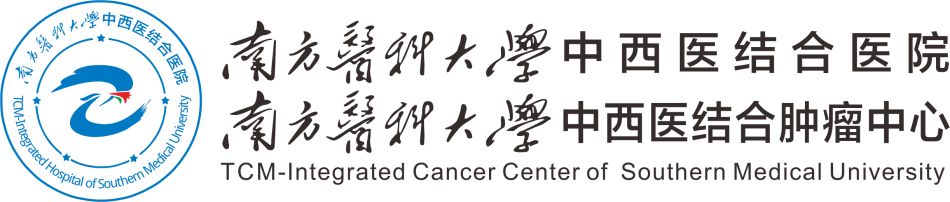 南方醫科大學中西医结合医院
TCM-Integrated Hospital of Southern Medical University
南方醫科大學中西医结合医院
南方醫科大學中西医结合肿瘤中心
TCM-Integrated Cancer Center of Southern Medical University